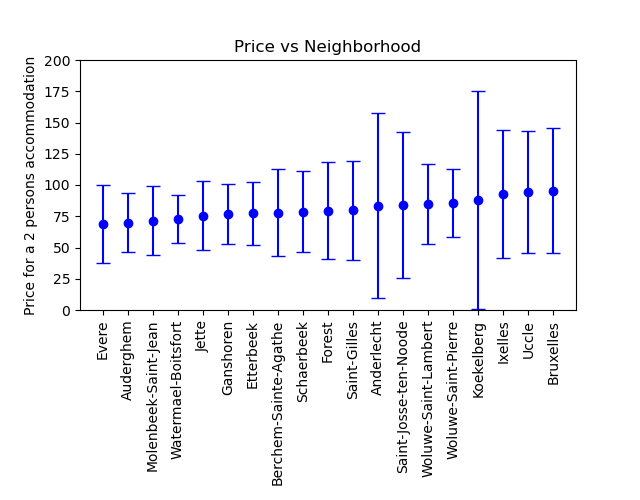 Price vs Neighborhood
Price for a 2 persons accommodation
200
175
150
125
100
75
50
25
0
Evere
Auderghem
Molenbeek-Saint-Jean
Watermael-Boitsfort
Jette
Ganshoren
Etterbeek
Berchem-Sainte-Agathe
Schaerbeek
Forest
Saint-Gilles
Anderlecht
Saint-Josse-ten-Noode
Woluwe-Saint-Lambert
Woluwe-Saint-Pierre
Koekelberg
Ixelles
Uccle
Bruxelles